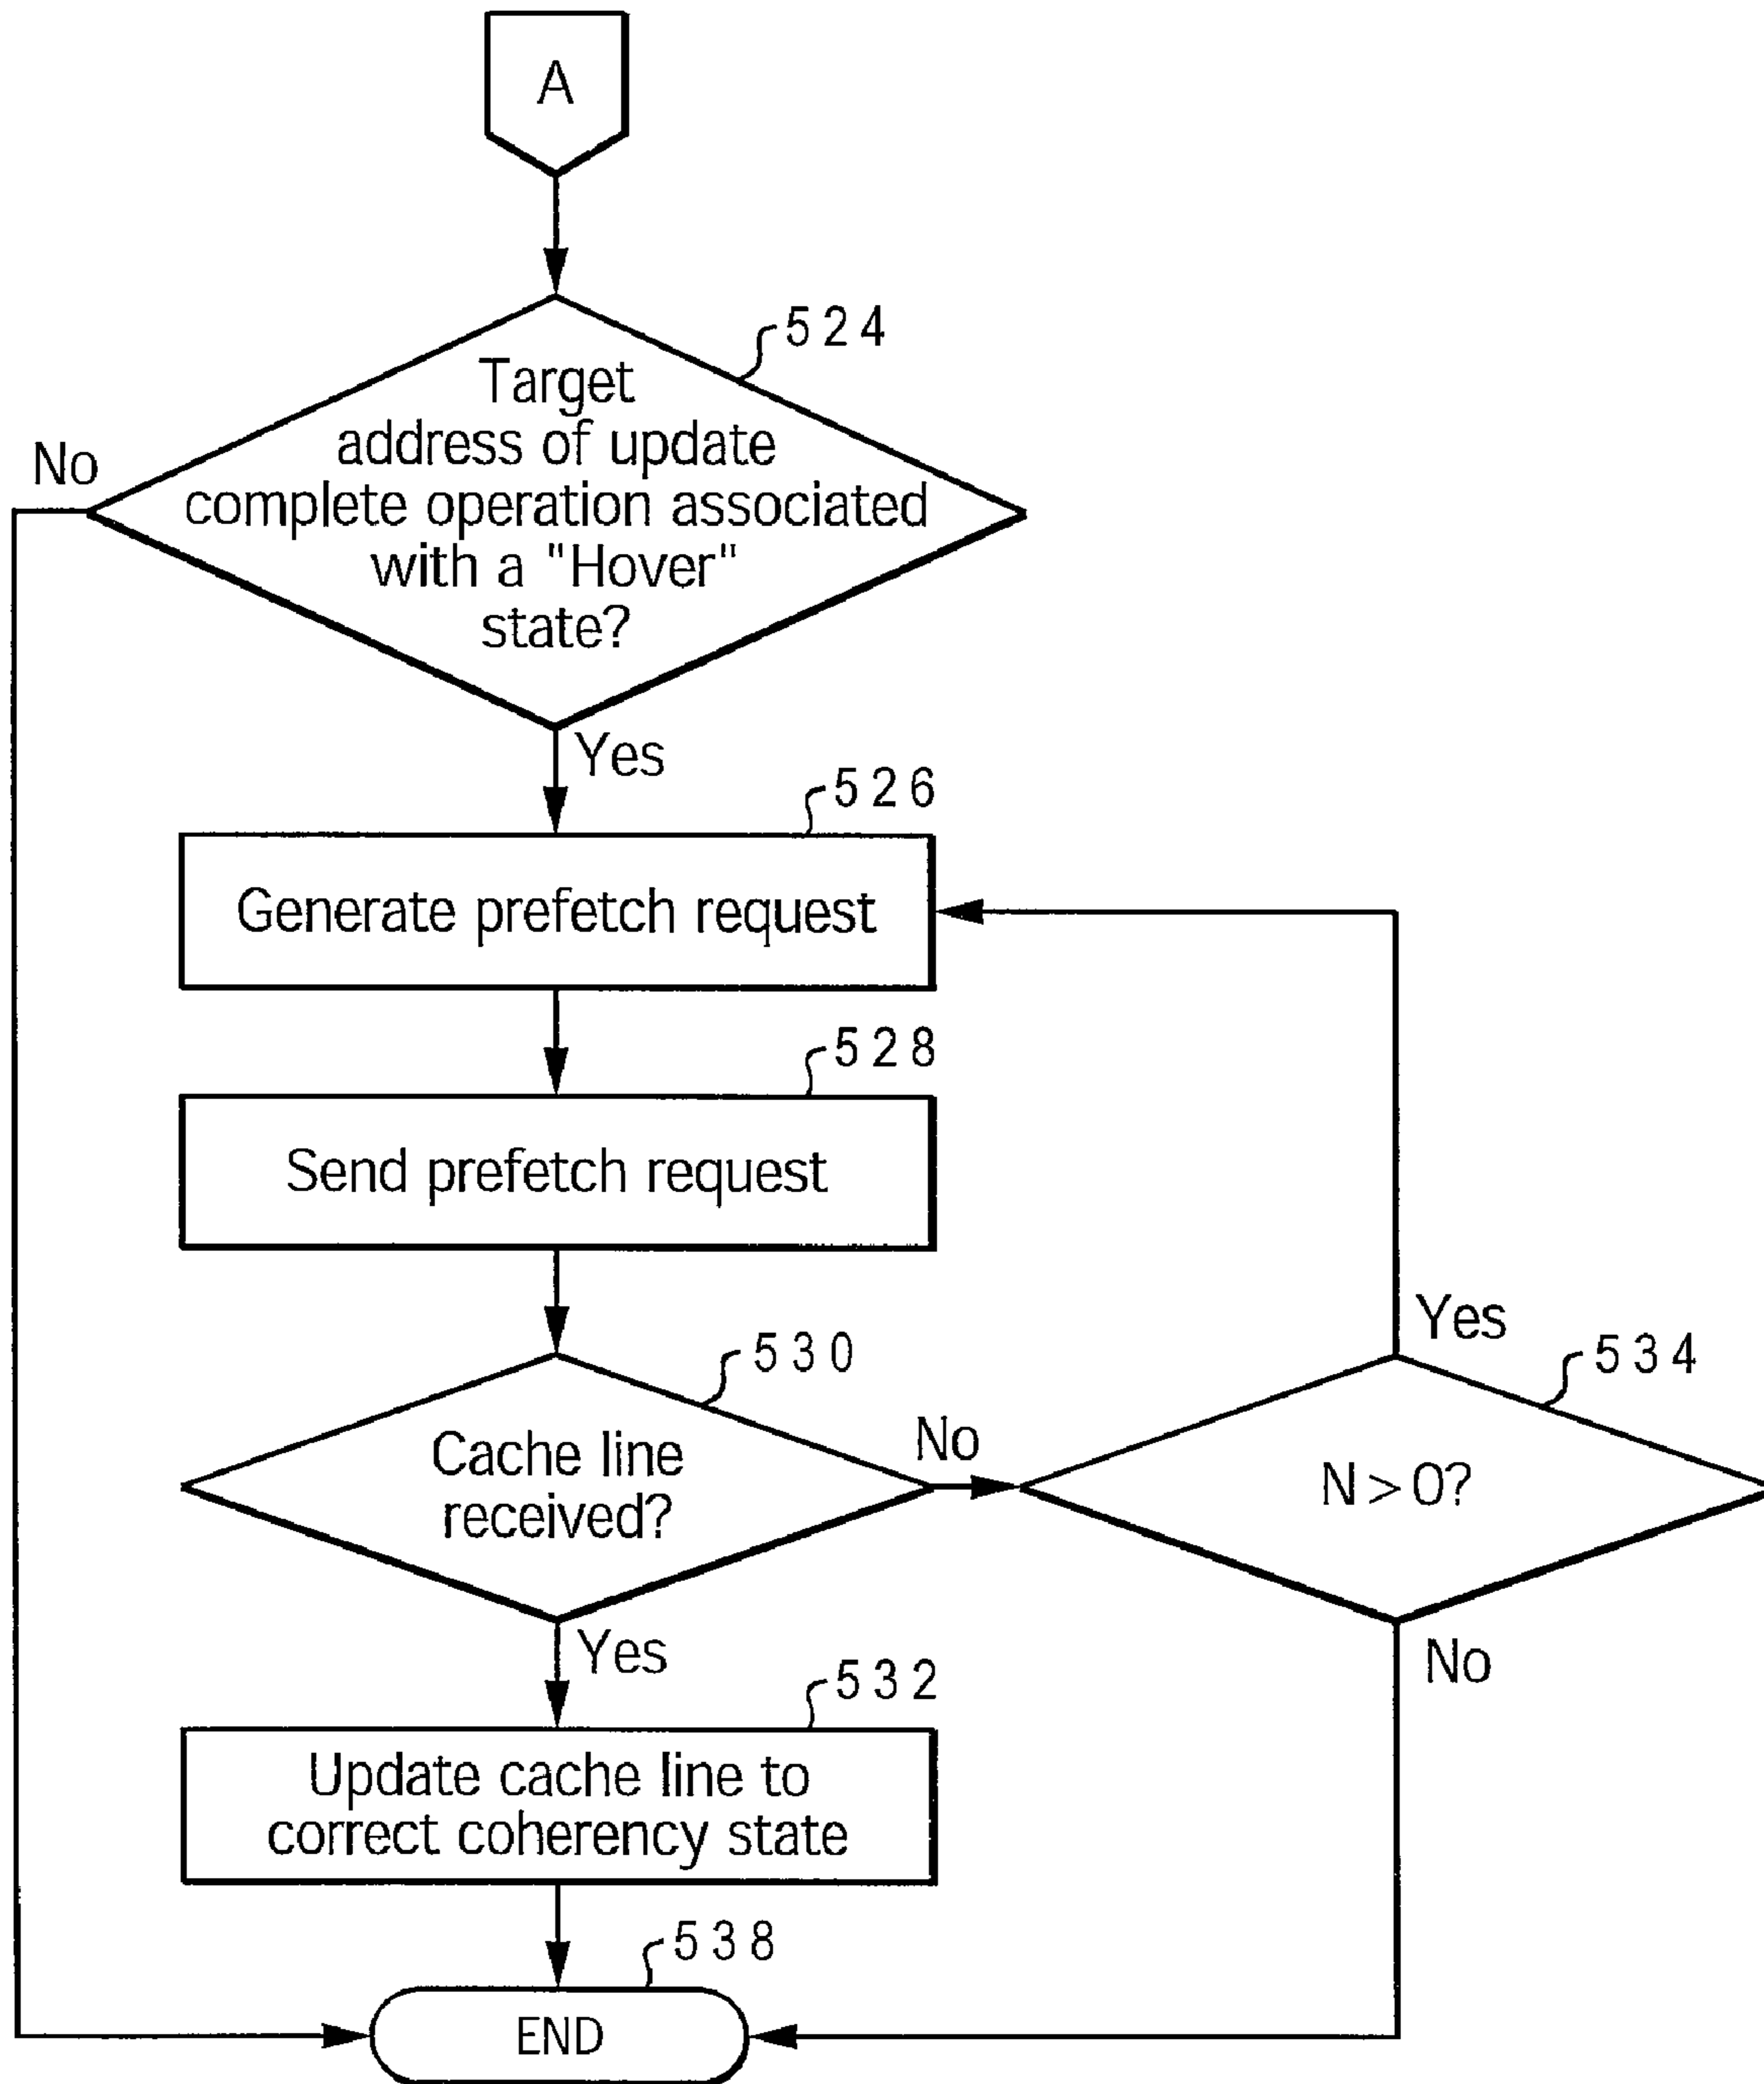 A
524
Target
address of update
complete operation associated
with a "Hover"
state?
No
Yes
526
Generate prefetch request
528
Send prefetch request
530
Cache line
received?
No
534
N > 0?
Yes
No
Yes
532
Update cache line to
correct coherency state
538
END